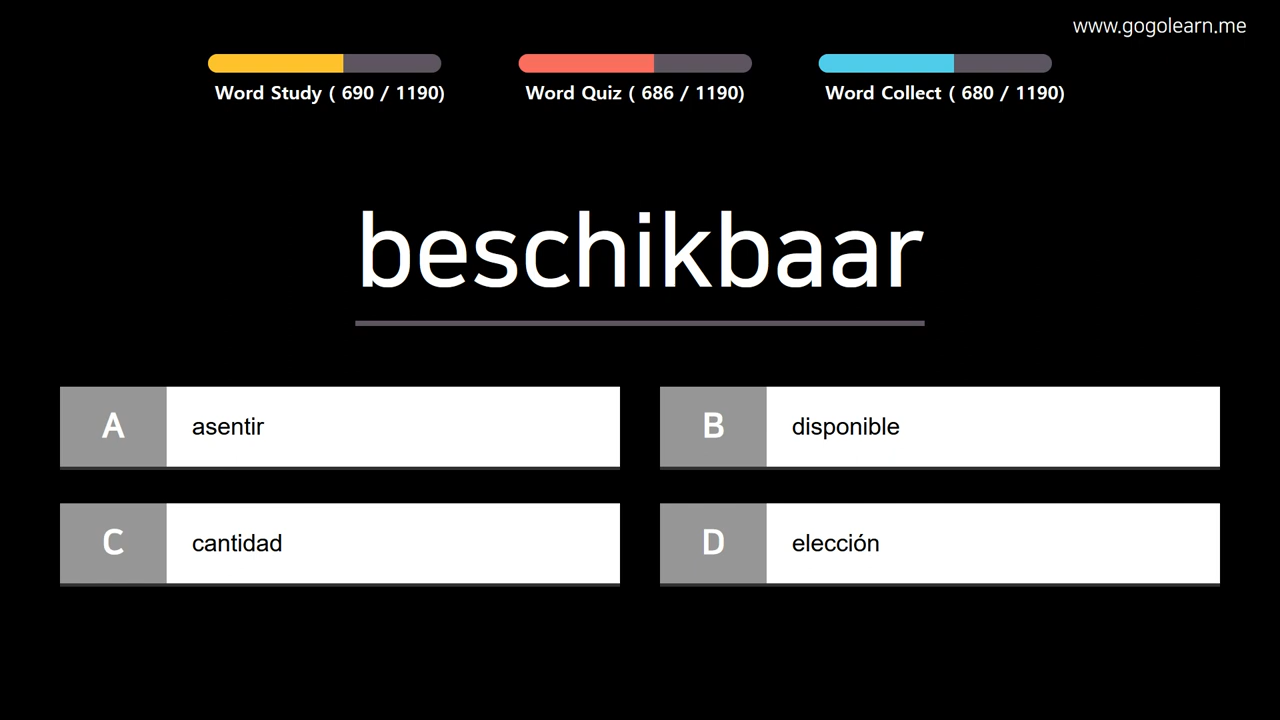 www.gogolearn.me
Word Study ( 690 / 1190)
Word Quiz ( 686 / 1190)
Word Collect ( 680 / 1190)
beschikbaar
A asentir
B disponible
C cantidad
D elección